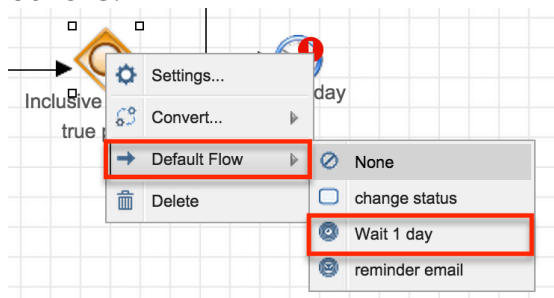 Settings...
day
Inclusive
Convert...
true
Default Flow
None
Delete
change status
Wait 1 day
reminder email